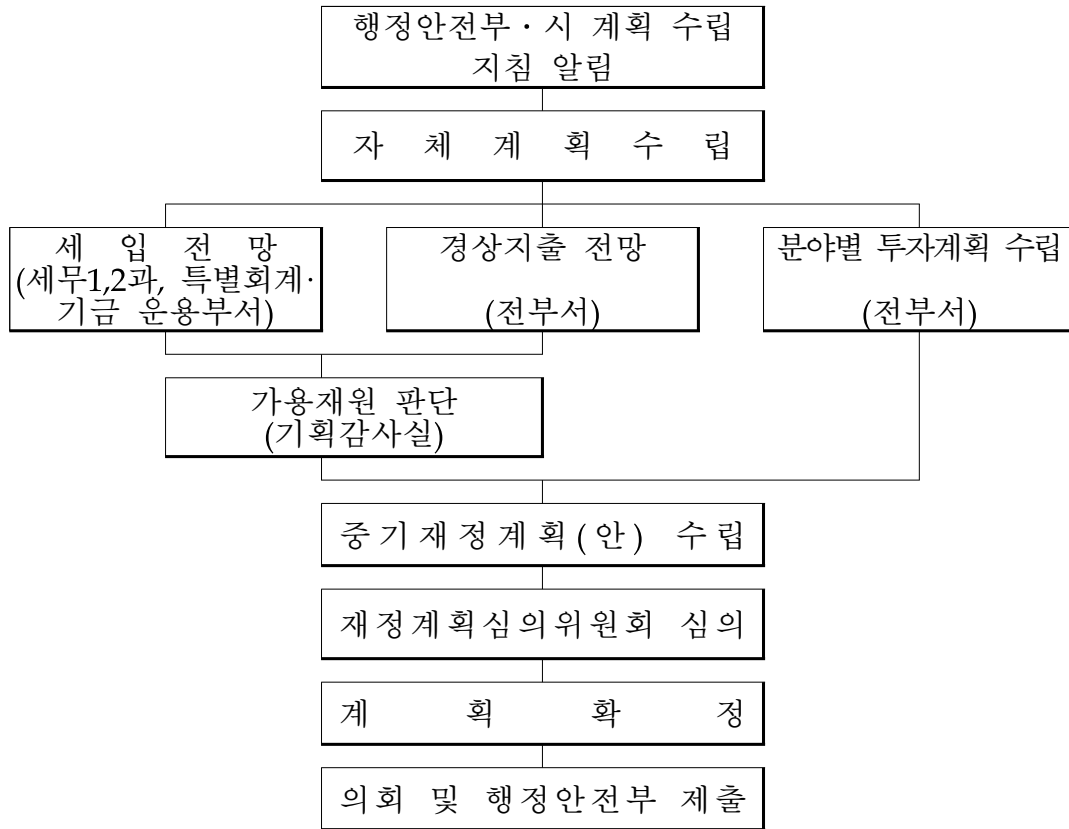 행정안전부 · 시 계획 수립
지침 알림
자 체 계 획 수 립
세 입 전 망
(세무1,2과, 특별회계·
기금 운용부서)
경상지출 전망
(전부서)
분야별 투자계획 수립
(전부서)
가용재원 판단
(기획감사실)
중기재정계획(안) 수립
재정계획심의위원회 심의
계 획 확 정
의회 및 행정안전부 제출